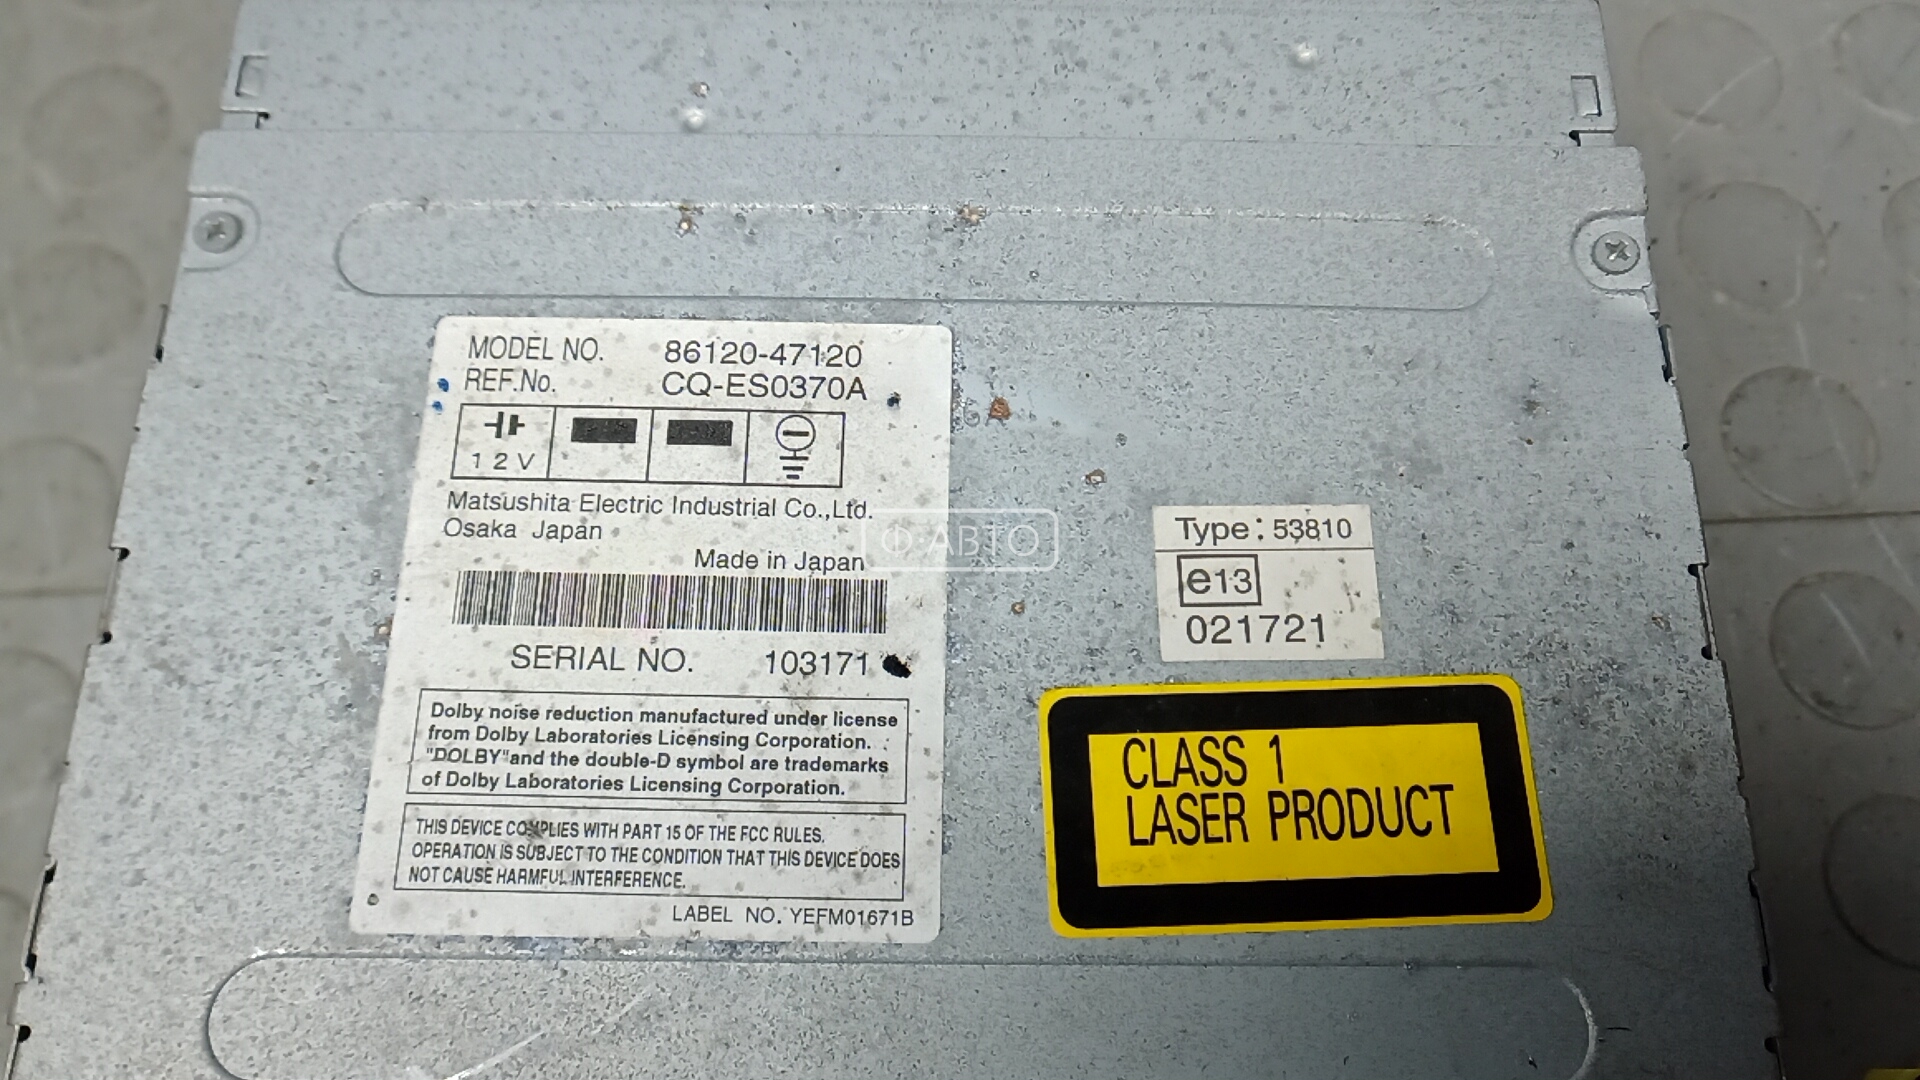 MODEL NO. 86120-47120
REF.No. CQ-ES0370A
12V
Matsushita Electric Industrial Co.,Ltd.
Osaka Japan
Made in Japan
SERIAL NO. 103171
Dolby noise reduction manufactured under license
from Dolby Laboratories Licensing Corporation.
"DOLBY"and the double-D symbol are trademarks
of Dolby Laboratories Licensing Corporation.
THIS DEVICE COMPLIES WITH PART 15 OF THE FCC RULES.
OPERATION IS SUBJECT TO THE CONDITION THAT THIS DEVICE DOES
NOT CAUSE HARMFUL INTERFERENCE.
LABEL NO. YEFM01671B
Ф·АВТО
Type: 53810
e13
021721
CLASS 1
LASER PRODUCT